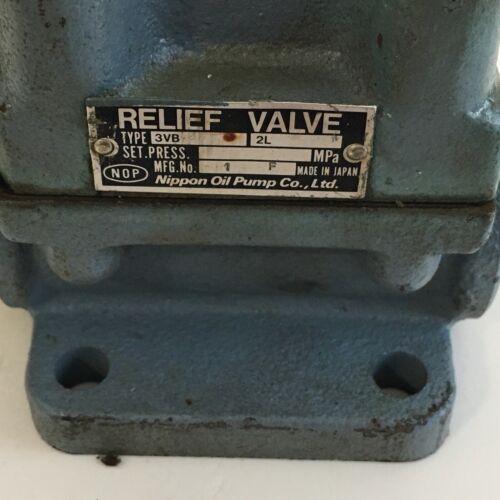 RELIEF VALVE
TYPE 3VB 2L
SET.PRESS. MPa
MFG.No. 1 F MADE IN JAPAN
NOP Nippon Oil Pump Co., Ltd.